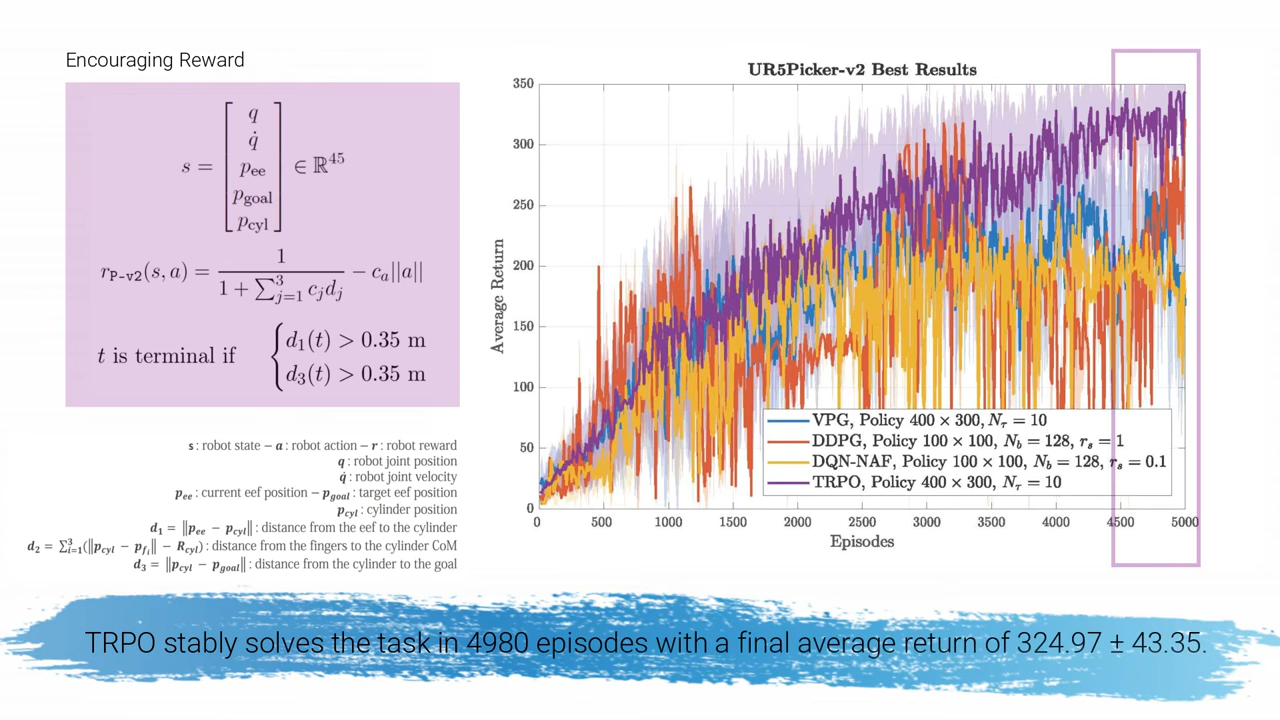 Encouraging Reward
s = [ q
q̇
p_ee
p_goal
p_cyl ] ∈ ℝ^45
r_P-v2(s, a) = 1 / (1 + ∑_{j=1}^{3} c_j d_j) − c_a||a||
t is terminal if { d_1(t) > 0.35 m
d_3(t) > 0.35 m
s : robot state − a : robot action − r : robot reward
q : robot joint position
q̇ : robot joint velocity
p_ee : current eef position − p_goal : target eef position
p_cyl : cylinder position
d_1 = ‖p_ee − p_cyl‖ : distance from the eef to the cylinder
d_2 = ∑_{i=1}^{3}(‖p_cyl − p_{f_i}‖ − R_cyl) : distance from the fingers to the cylinder CoM
d_3 = ‖p_cyl − p_goal‖ : distance from the cylinder to the goal
UR5Picker-v2 Best Results
Average Return
350
300
250
200
150
100
50
0
VPG, Policy 400 × 300, N_τ = 10
DDPG, Policy 100 × 100, N_b = 128, r_s = 1
DQN-NAF, Policy 100 × 100, N_b = 128, r_s = 0.1
TRPO, Policy 400 × 300, N_τ = 10
0 500 1000 1500 2000 2500 3000 3500 4000 4500 5000
Episodes
TRPO stably solves the task in 4980 episodes with a final average return of 324.97 ± 43.35.